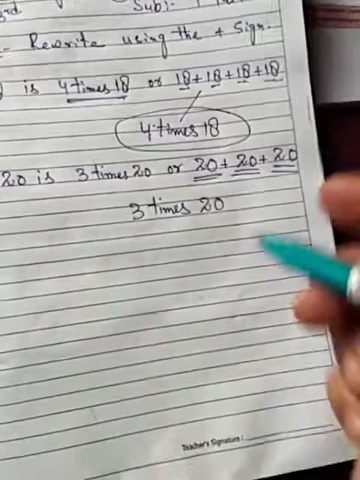 3rd Sub:-
Rewrite using the + Sign.
is 4 times 18 or 18 + 18 + 18 + 18
4 times 18
20 is 3 times 20 or 20 + 20 + 20
3 times 20
Teacher's Signature :